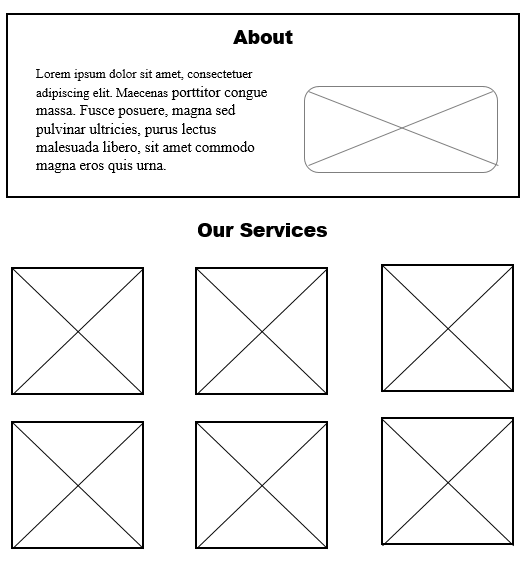 About
Lorem ipsum dolor sit amet, consectetuer
adipiscing elit. Maecenas porttitor congue
massa. Fusce posuere, magna sed
pulvinar ultricies, purus lectus
malesuada libero, sit amet commodo
magna eros quis urna.
Our Services